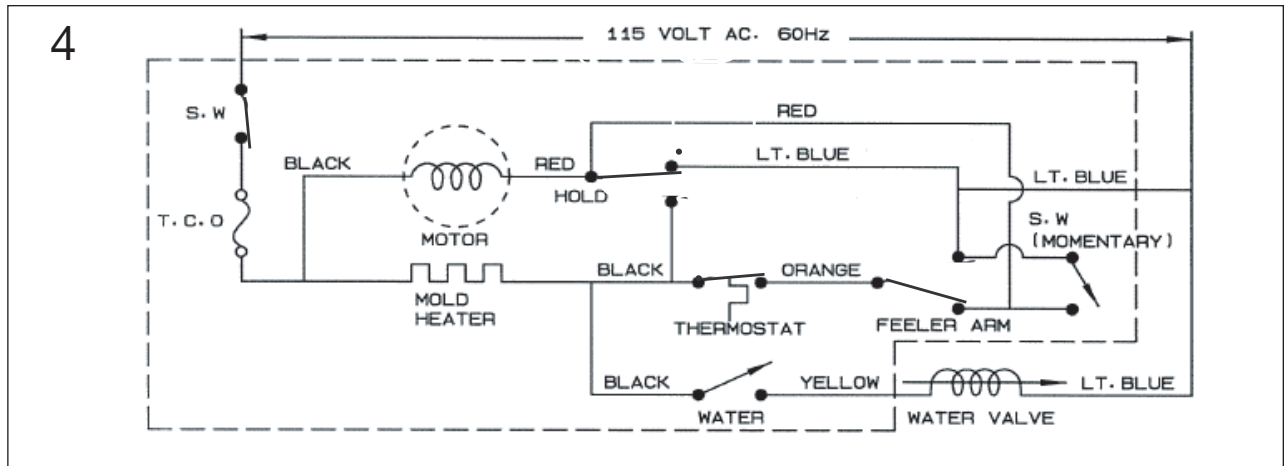 4
115 VOLT AC. 60Hz
S.W
RED
BLACK
RED
LT. BLUE
HOLD
LT. BLUE
T.C.O
S.W
(MOMENTARY)
MOTOR
BLACK
ORANGE
MOLD
HEATER
THERMOSTAT
FEELER ARM
BLACK
YELLOW
LT. BLUE
WATER
WATER VALVE